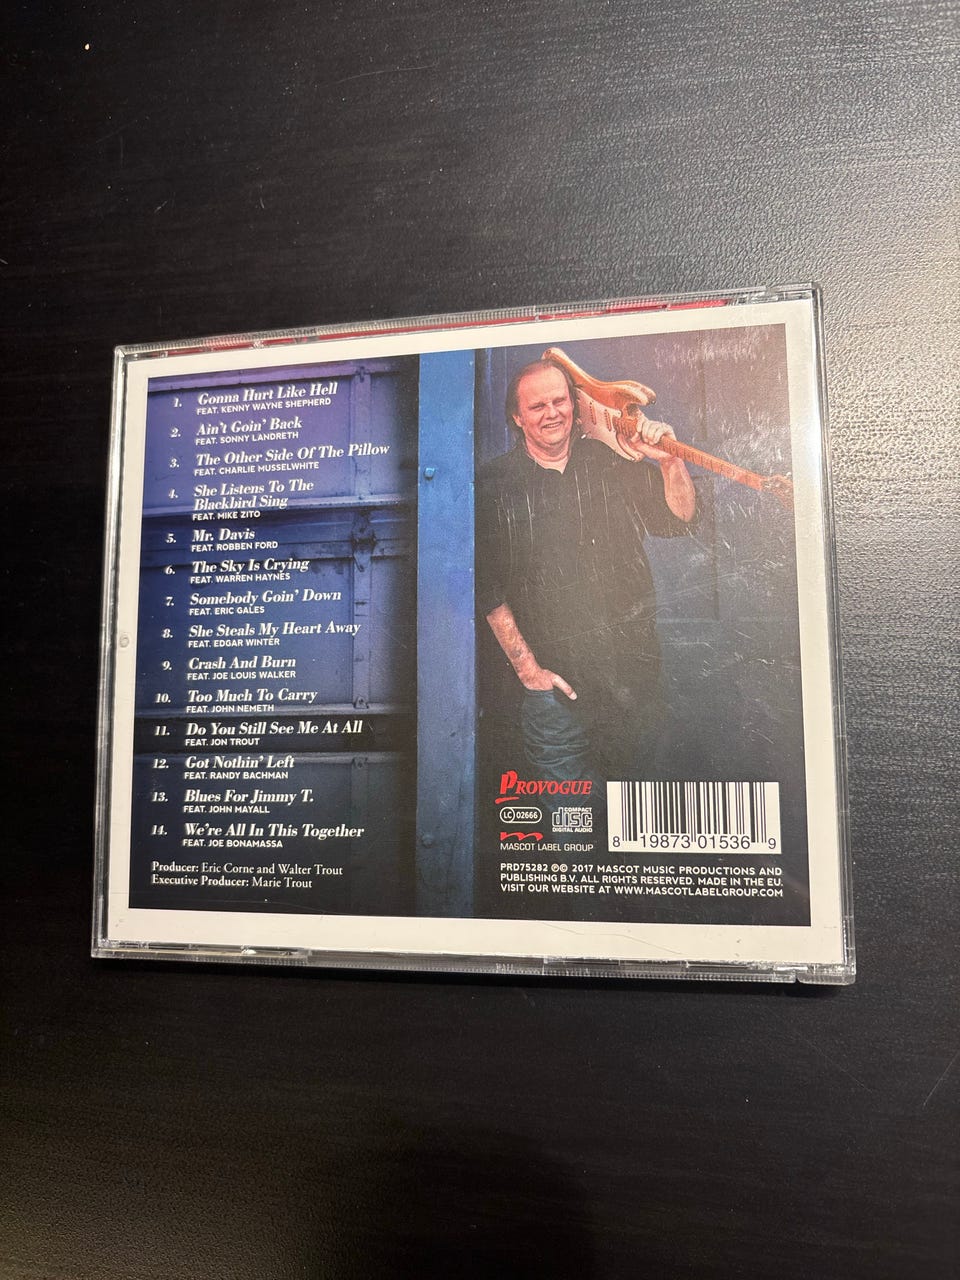 1. Gonna Hurt Like Hell
FEAT. KENNY WAYNE SHEPHERD
2. Ain't Goin' Back
FEAT. SONNY LANDRETH
3. The Other Side Of The Pillow
FEAT. CHARLIE MUSSELWHITE
4. She Listens To The
Blackbird Sing
FEAT. MIKE ZITO
5. Mr. Davis
FEAT. ROBBEN FORD
6. The Sky Is Crying
FEAT. WARREN HAYNES
7. Somebody Goin' Down
FEAT. ERIC GALES
8. She Steals My Heart Away
FEAT. EDGAR WINTER
9. Crash And Burn
FEAT. JOE LOUIS WALKER
10. Too Much To Carry
FEAT. JOHN NEMETH
11. Do You Still See Me At All
FEAT. JON TROUT
12. Got Nothin' Left
FEAT. RANDY BACHMAN
13. Blues For Jimmy T.
FEAT. JOHN MAYALL
14. We're All In This Together
FEAT. JOE BONAMASSA
Producer: Eric Corne and Walter Trout
Executive Producer: Marie Trout
PROVOGUE
LC 02666
COMPACT
disc
DIGITAL AUDIO
MASCOT LABEL GROUP
8 19873 01536 9
PRD75282 ℗© 2017 MASCOT MUSIC PRODUCTIONS AND
PUBLISHING B.V. ALL RIGHTS RESERVED. MADE IN THE EU.
VISIT OUR WEBSITE AT WWW.MASCOTLABELGROUP.COM